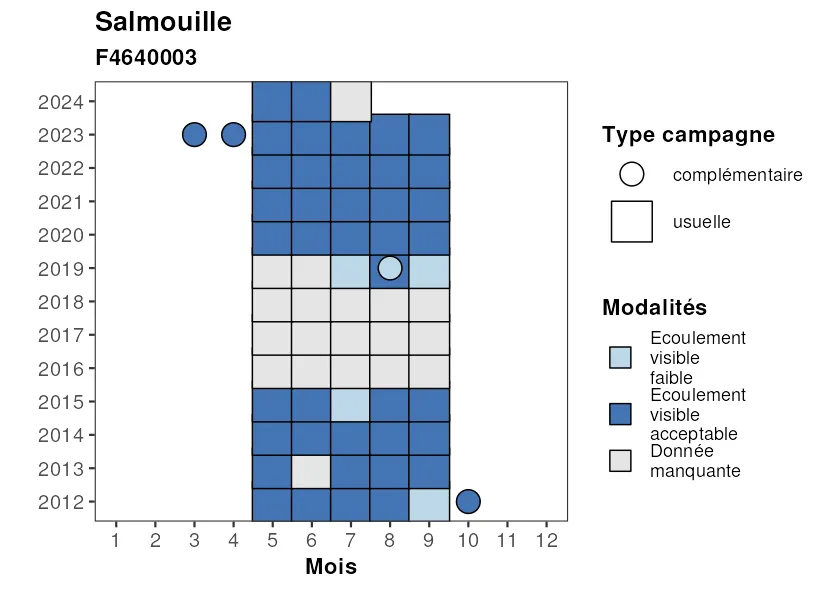 Salmouille
F4640003
2024
2023
2022
2021
2020
2019
2018
2017
2016
2015
2014
2013
2012
1 2 3 4 5 6 7 8 9 10 11 12
Mois
Type campagne
complémentaire
usuelle
Modalités
Ecoulement
visible
faible
Ecoulement
visible
acceptable
Donnée
manquante